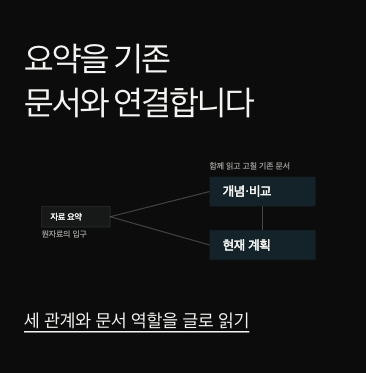 요약을 기존
문서와 연결합니다
함께 읽고 고칠 기존 문서
개념·비교
자료 요약
원자료의 입구
현재 계획
세 관계와 문서 역할을 글로 읽기